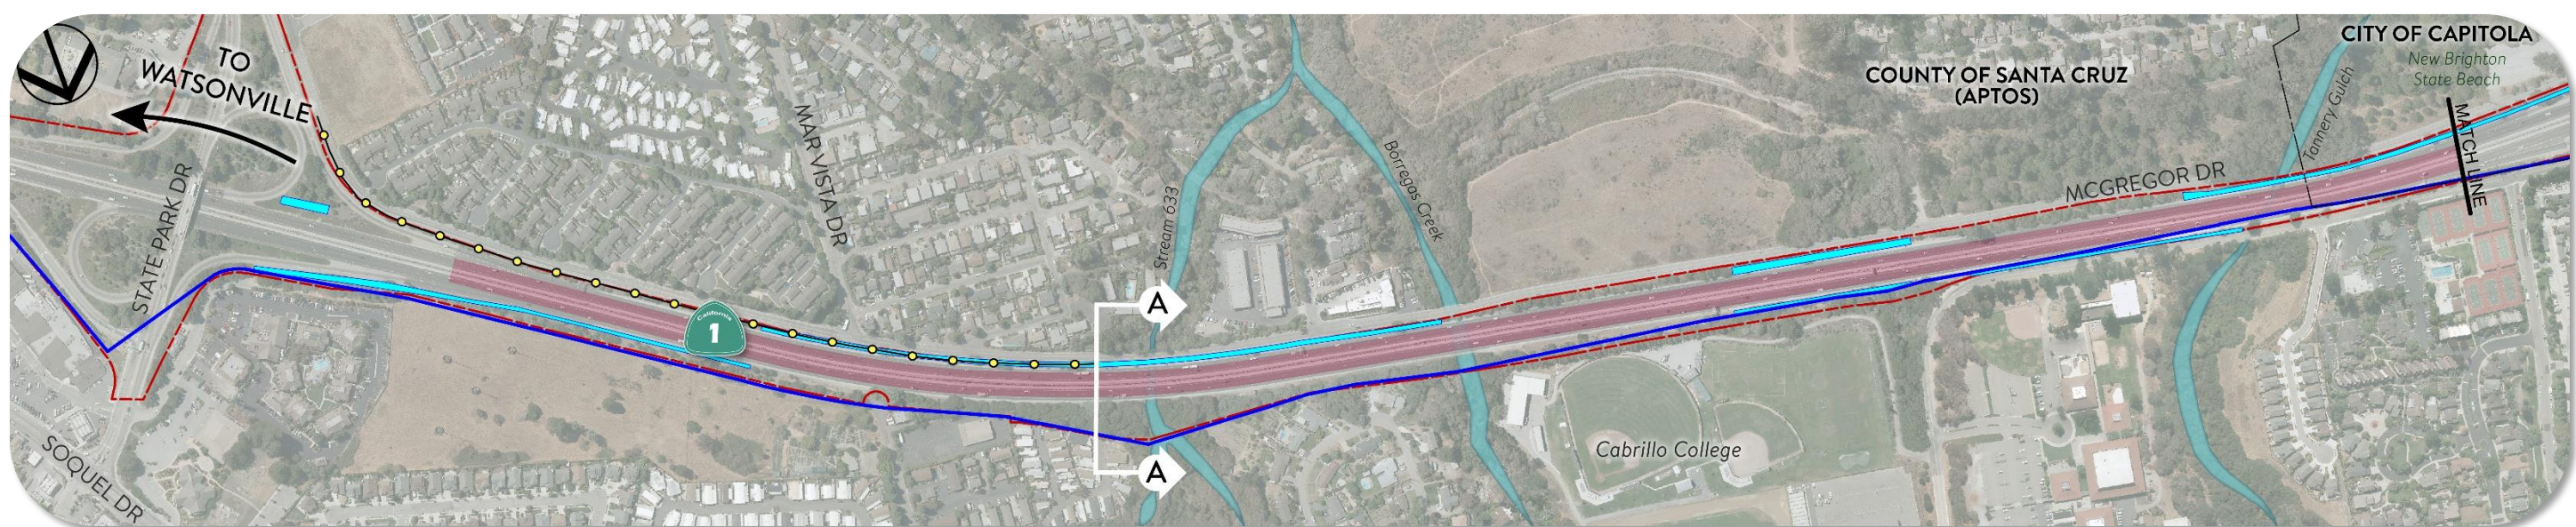 TO
WATSONVILLE
STATE PARK DR
SOQUEL DR
California
1
MAR VISTA DR
Stream 633
A
A
Borregas Creek
Cabrillo College
COUNTY OF SANTA CRUZ
(APTOS)
MCGREGOR DR
Tannery Gulch
CITY OF CAPITOLA
New Brighton
State Beach
MATCH LINE